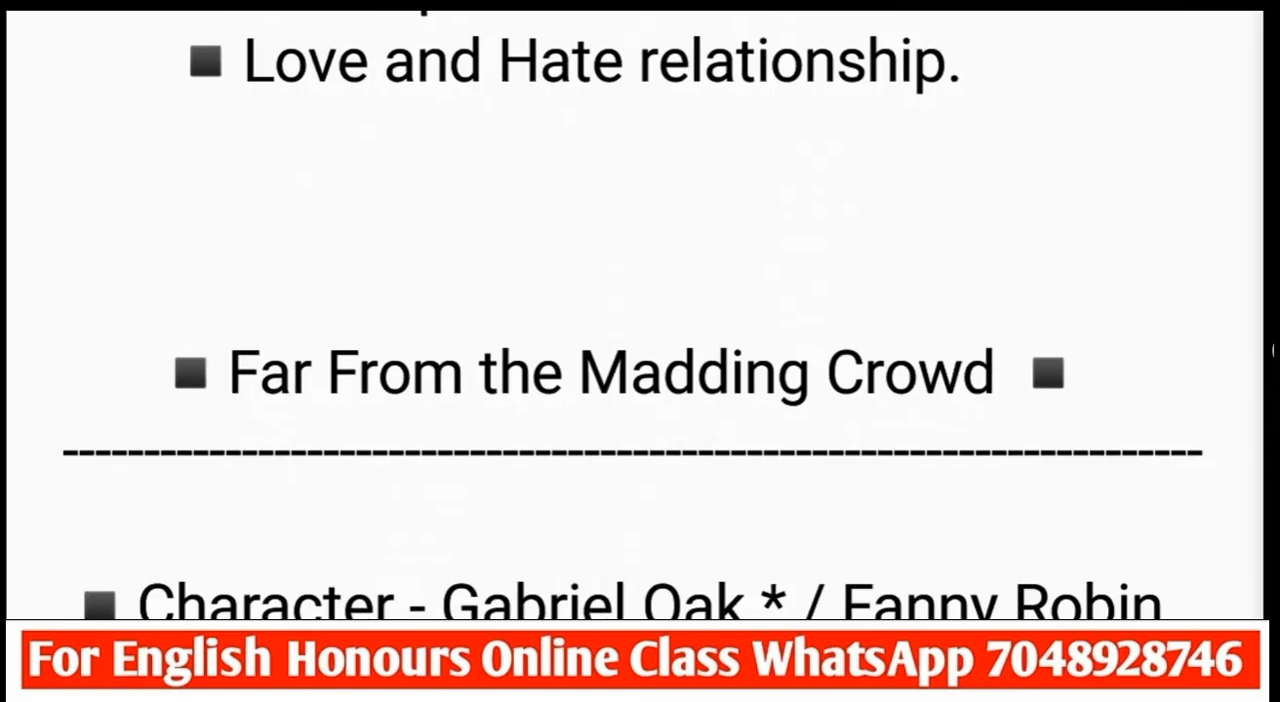 ▪ Love and Hate relationship.
▪ Far From the Madding Crowd ▪
----------------------------------------------------------------------
▪ Character - Gabriel Oak * / Fanny Robin
For English Honours Online Class WhatsApp 7048928746